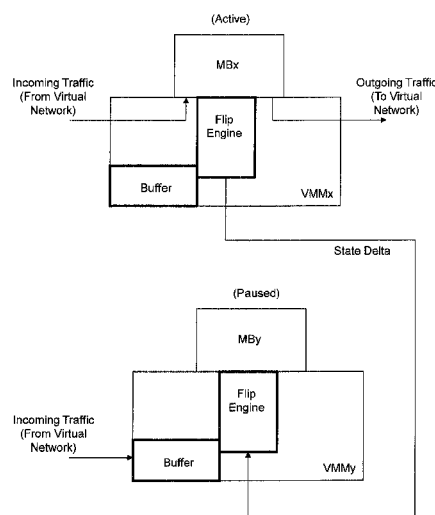 (Active)
MBx
Incoming Traffic
(From Virtual
Network)
Outgoing Traffic
(To Virtual
Network)
Flip
Engine
Buffer
VMMx
State Delta
(Paused)
MBy
Flip
Engine
Incoming Traffic
(From Virtual
Network)
Buffer
VMMy